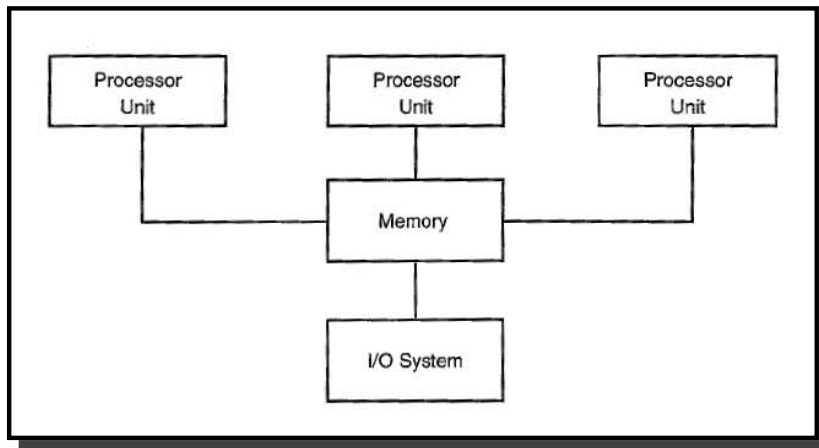 Processor
Unit
Processor
Unit
Processor
Unit
Memory
I/O System